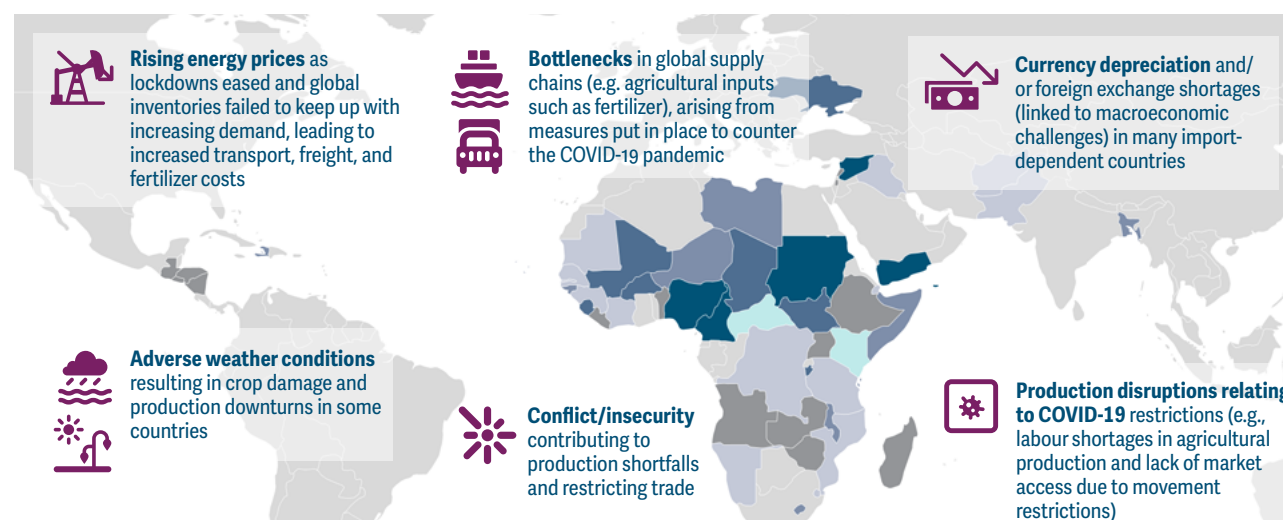 Rising energy prices as
lockdowns eased and global
inventories failed to keep up with
increasing demand, leading to
increased transport, freight, and
fertilizer costs
Bottlenecks in global supply
chains (e.g. agricultural inputs
such as fertilizer), arising from
measures put in place to counter
the COVID-19 pandemic
Currency depreciation and/
or foreign exchange shortages
(linked to macroeconomic
challenges) in many import-
dependent countries
Adverse weather conditions
resulting in crop damage and
production downturns in some
countries
Conflict/insecurity
contributing to
production shortfalls
and restricting trade
Production disruptions relating
to COVID-19 restrictions (e.g.,
labour shortages in agricultural
production and lack of market
access due to movement
restrictions)